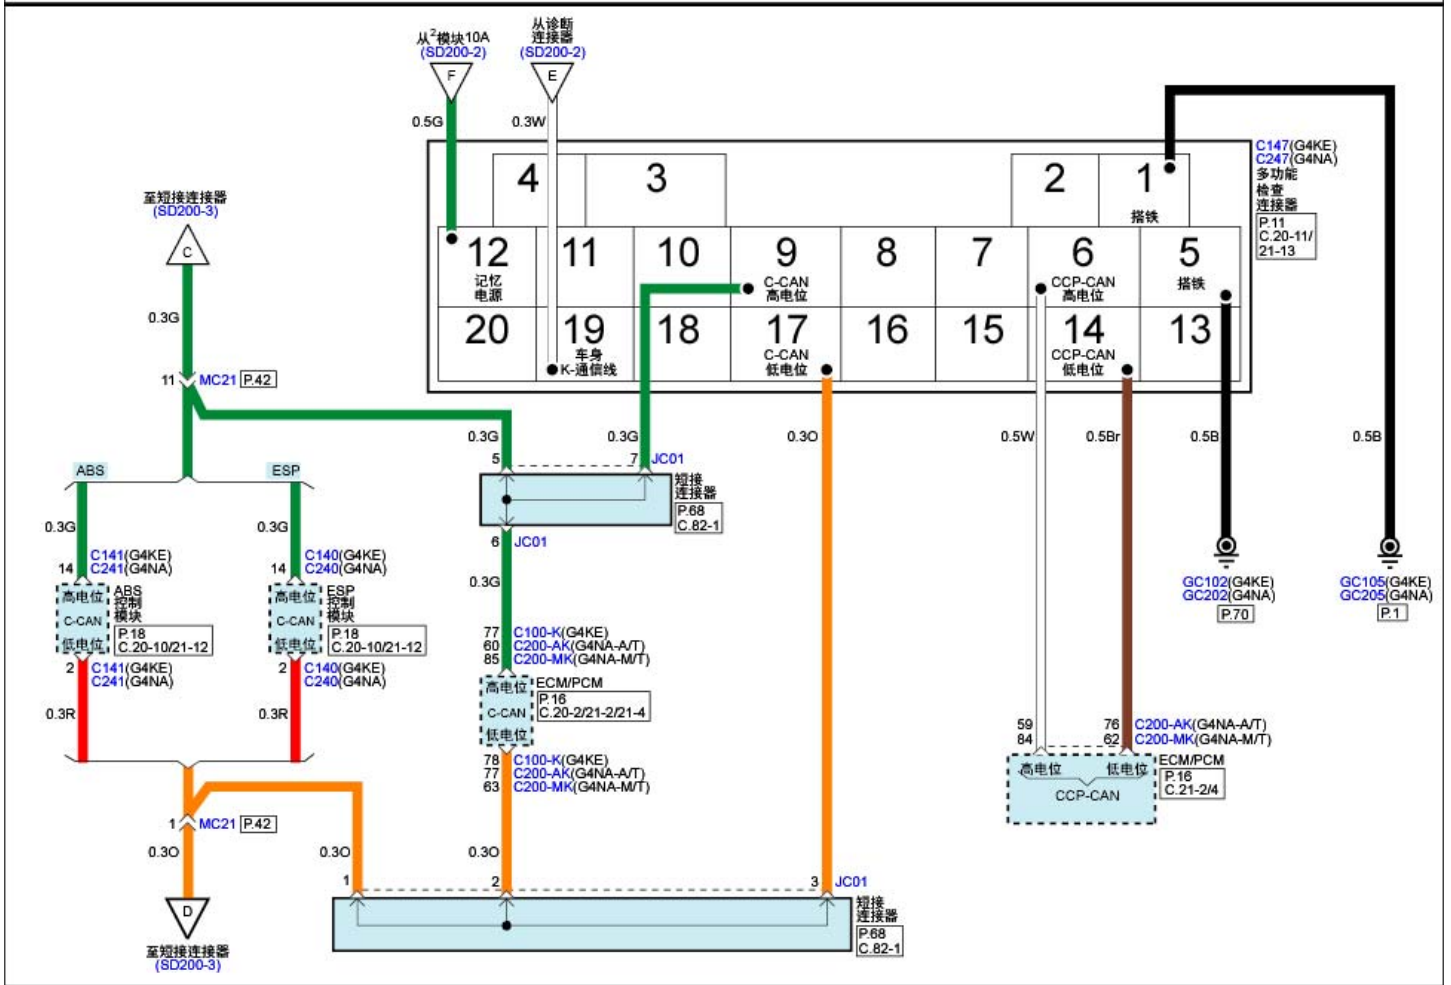 从²模块10A
(SD200-2)
F
0.5G
从诊断
连接器
(SD200-2)
E
0.3W
C147(G4KE)
C247(G4NA)
多功能
检查
连接器
P.11
C.20-11/
21-13
4
3
2
1
搭铁
12
记忆
电源
11
10
9
C-CAN
高电位
8
7
6
CCP-CAN
高电位
5
搭铁
20
19
车身
K-通信线
18
17
C-CAN
低电位
16
15
14
CCP-CAN
低电位
13
至短接连接器
(SD200-3)
C
0.3G
11
MC21
P.42
0.3G
5
0.3G
7
JC01
0.3O
0.5W
0.5Br
0.5B
0.5B
短接
连接器
P.68
C.82-1
6
JC01
0.3G
ABS
ESP
0.3G
0.3G
C141(G4KE)
14
C241(G4NA)
C140(G4KE)
14
C240(G4NA)
高电位
C-CAN
低电位
ABS
控制
模块
P.18
C.20-10/21-12
高电位
C-CAN
低电位
ESP
控制
模块
P.18
C.20-10/21-12
2
C141(G4KE)
C241(G4NA)
2
C140(G4KE)
C240(G4NA)
0.3R
0.3R
77 C100-K(G4KE)
60 C200-AK(G4NA-A/T)
85 C200-MK(G4NA-M/T)
高电位
C-CAN
低电位
ECM/PCM
P.16
C.20-2/21-2/21-4
78 C100-K(G4KE)
77 C200-AK(G4NA-A/T)
63 C200-MK(G4NA-M/T)
GC102(G4KE)
GC202(G4NA)
P.70
GC105(G4KE)
GC205(G4NA)
P.1
59
84
76 C200-AK(G4NA-A/T)
62 C200-MK(G4NA-M/T)
高电位
低电位
CCP-CAN
ECM/PCM
P.16
C.21-2/4
1
MC21
P.42
0.3O
0.3O
0.3O
1
2
3
JC01
短接
连接器
P.68
C.82-1
D
至短接连接器
(SD200-3)